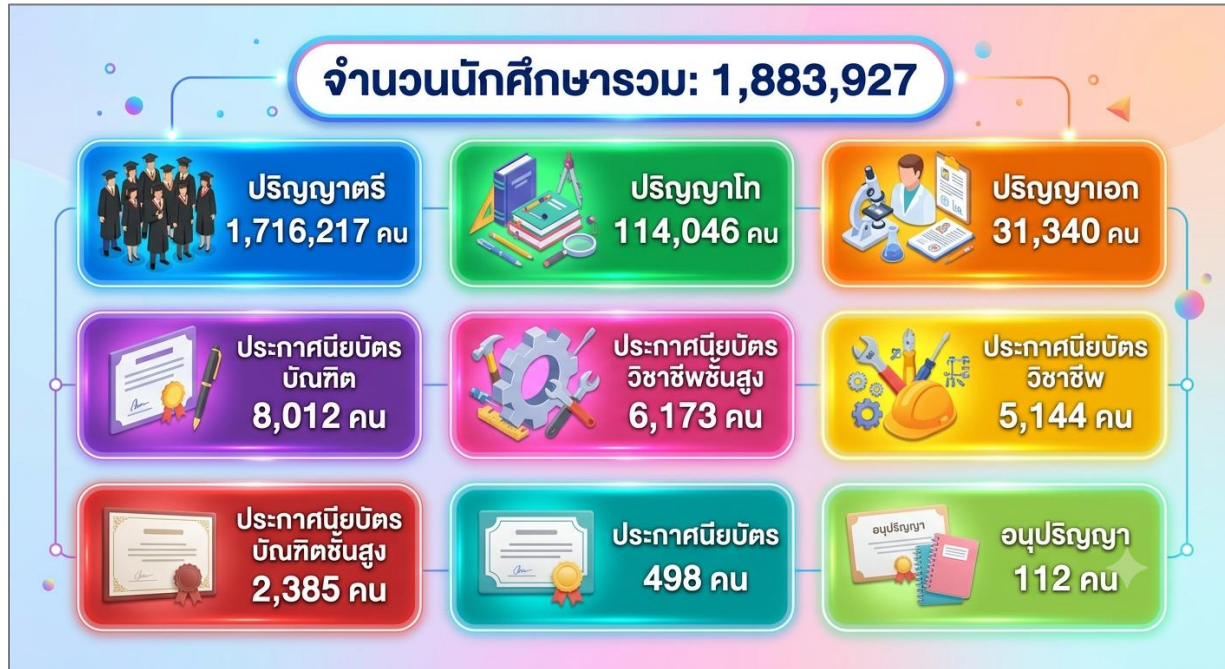 จำนวนนักศึกษารวม: 1,883,927
ปริญญาตรี
1,716,217 คน
ปริญญาโท
114,046 คน
ปริญญาเอก
31,340 คน
ประกาศนียบัตร
บัณฑิต
8,012 คน
ประกาศนียบัตร
วิชาชีพชั้นสูง
6,173 คน
ประกาศนียบัตร
วิชาชีพ
5,144 คน
ประกาศนียบัตร
บัณฑิตชั้นสูง
2,385 คน
ประกาศนียบัตร
498 คน
อนุปริญญา
อนุปริญญา
112 คน